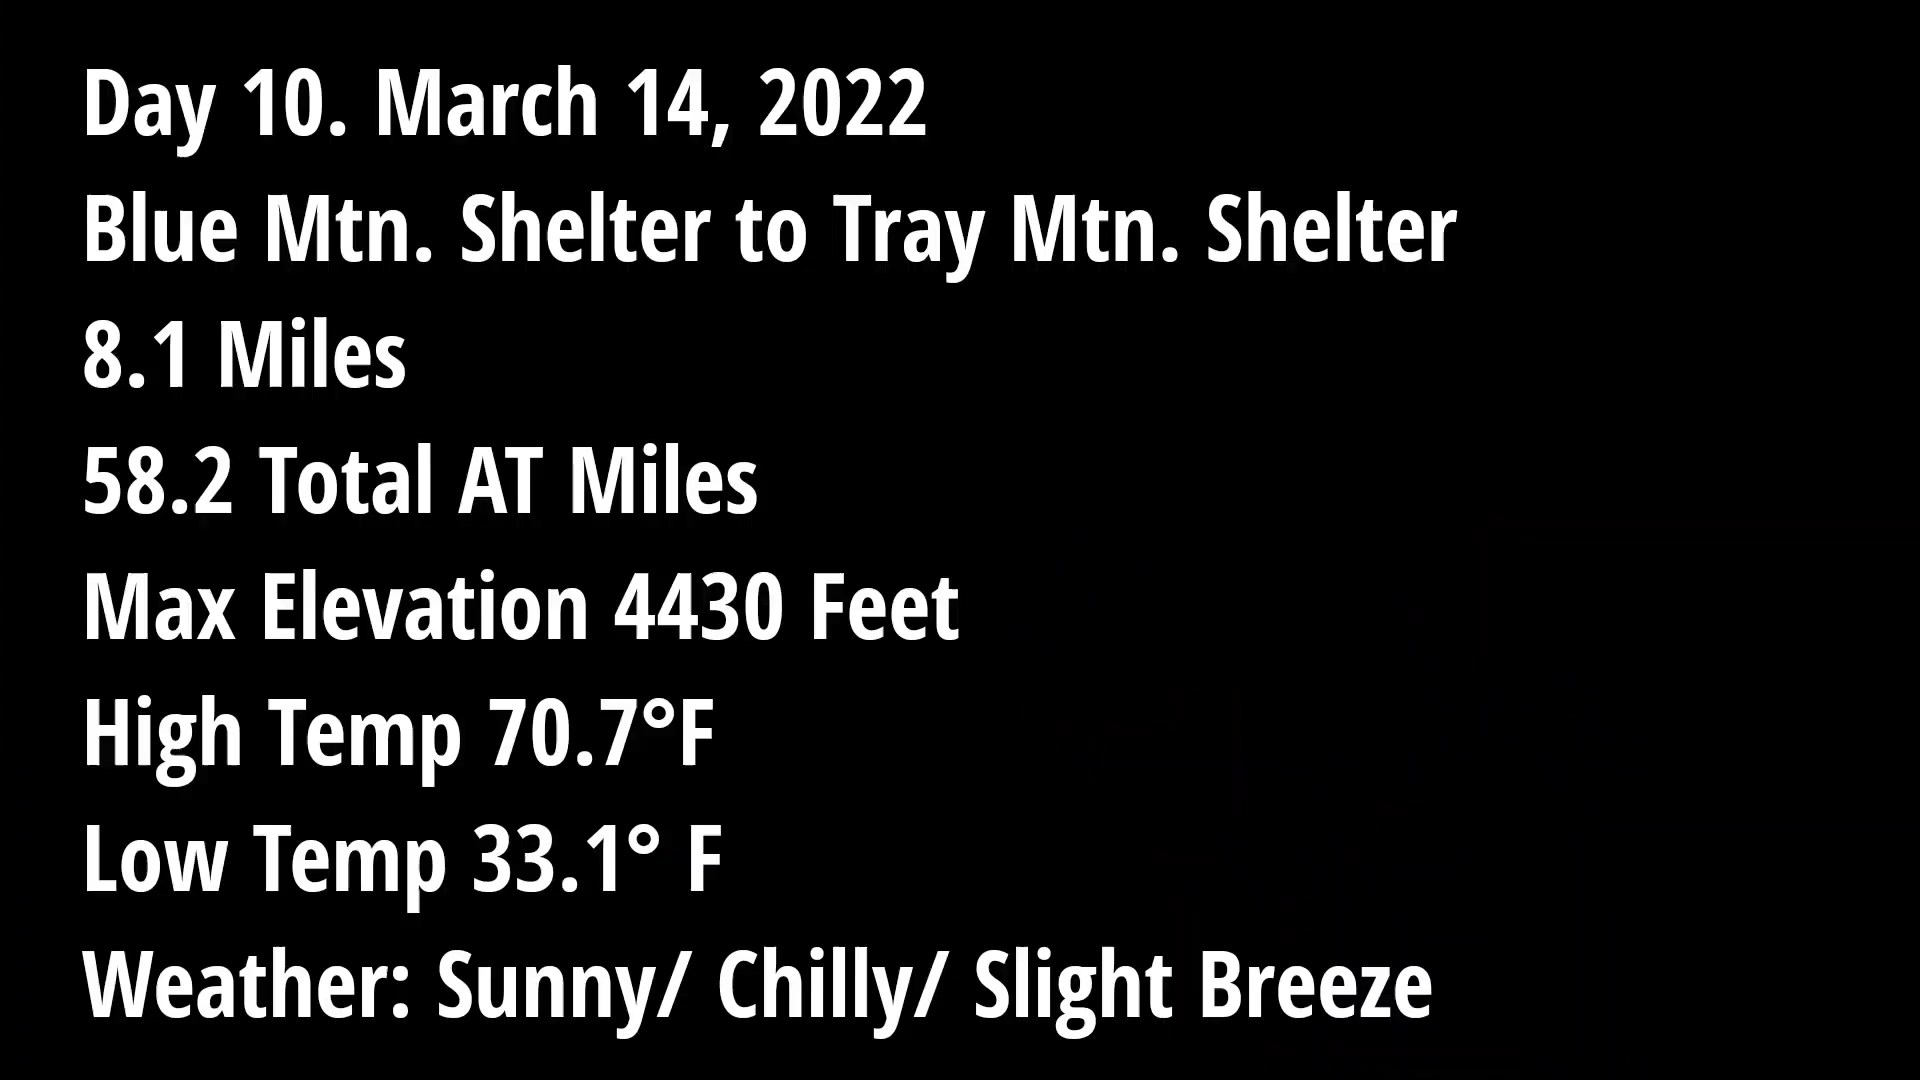 Day 10. March 14, 2022
Blue Mtn. Shelter to Tray Mtn. Shelter
8.1 Miles
58.2 Total AT Miles
Max Elevation 4430 Feet
High Temp 70.7°F
Low Temp 33.1° F
Weather: Sunny/ Chilly/ Slight Breeze